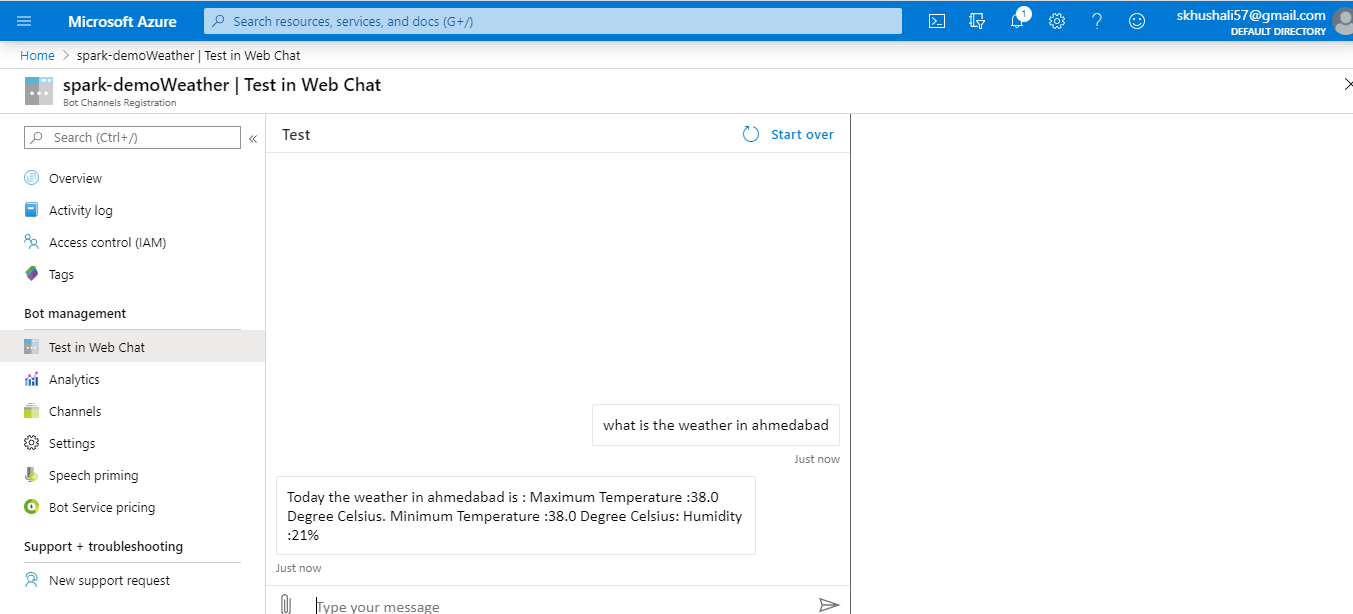 Microsoft Azure
Search resources, services, and docs (G+/)
1
skhushali57@gmail.com
DEFAULT DIRECTORY
Home > spark-demoWeather | Test in Web Chat
spark-demoWeather | Test in Web Chat
Bot Channels Registration
Search (Ctrl+/)
«
Overview
Activity log
Access control (IAM)
Tags
Bot management
Test in Web Chat
Analytics
Channels
Settings
Speech priming
Bot Service pricing
Support + troubleshooting
New support request
Test
Start over
what is the weather in ahmedabad
Just now
Today the weather in ahmedabad is : Maximum Temperature :38.0
Degree Celsius. Minimum Temperature :38.0 Degree Celsius: Humidity
:21%
Just now
Type your message